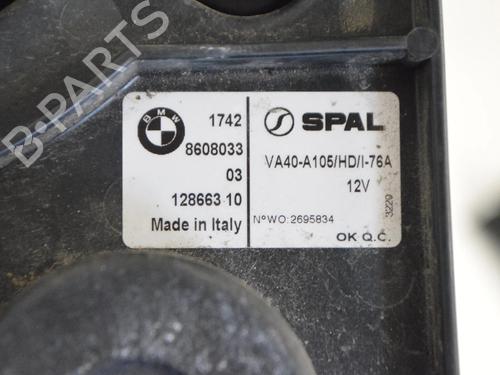 B-PARTS
BMW
1742
8608033
03
128663 10
Made in Italy
SPAL
VA40-A105/HD/I-76A
12V
3229
N°WO:2695834
OK Q.C.